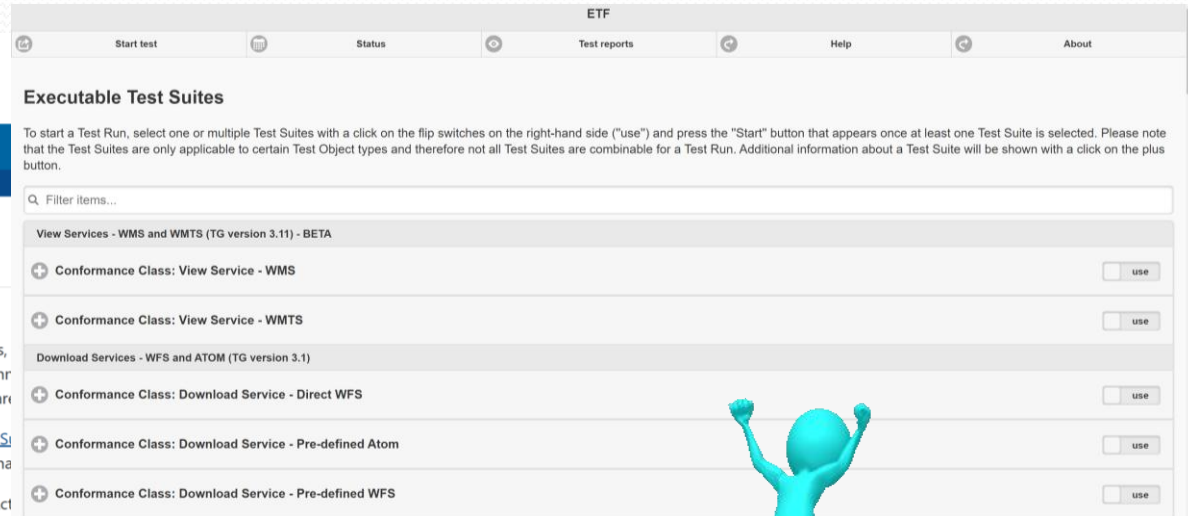 ETF
Start test
Status
Test reports
Help
About
Executable Test Suites
To start a Test Run, select one or multiple Test Suites with a click on the flip switches on the right-hand side ("use") and press the "Start" button that appears once at least one Test Suite is selected. Please note
that the Test Suites are only applicable to certain Test Object types and therefore not all Test Suites are combinable for a Test Run. Additional information about a Test Suite will be shown with a click on the plus
button.
Filter items...
View Services - WMS and WMTS (TG version 3.11) - BETA
Conformance Class: View Service - WMS
use
Conformance Class: View Service - WMTS
use
Download Services - WFS and ATOM (TG version 3.1)
Conformance Class: Download Service - Direct WFS
use
Conformance Class: Download Service - Pre-defined Atom
use
Conformance Class: Download Service - Pre-defined WFS
use